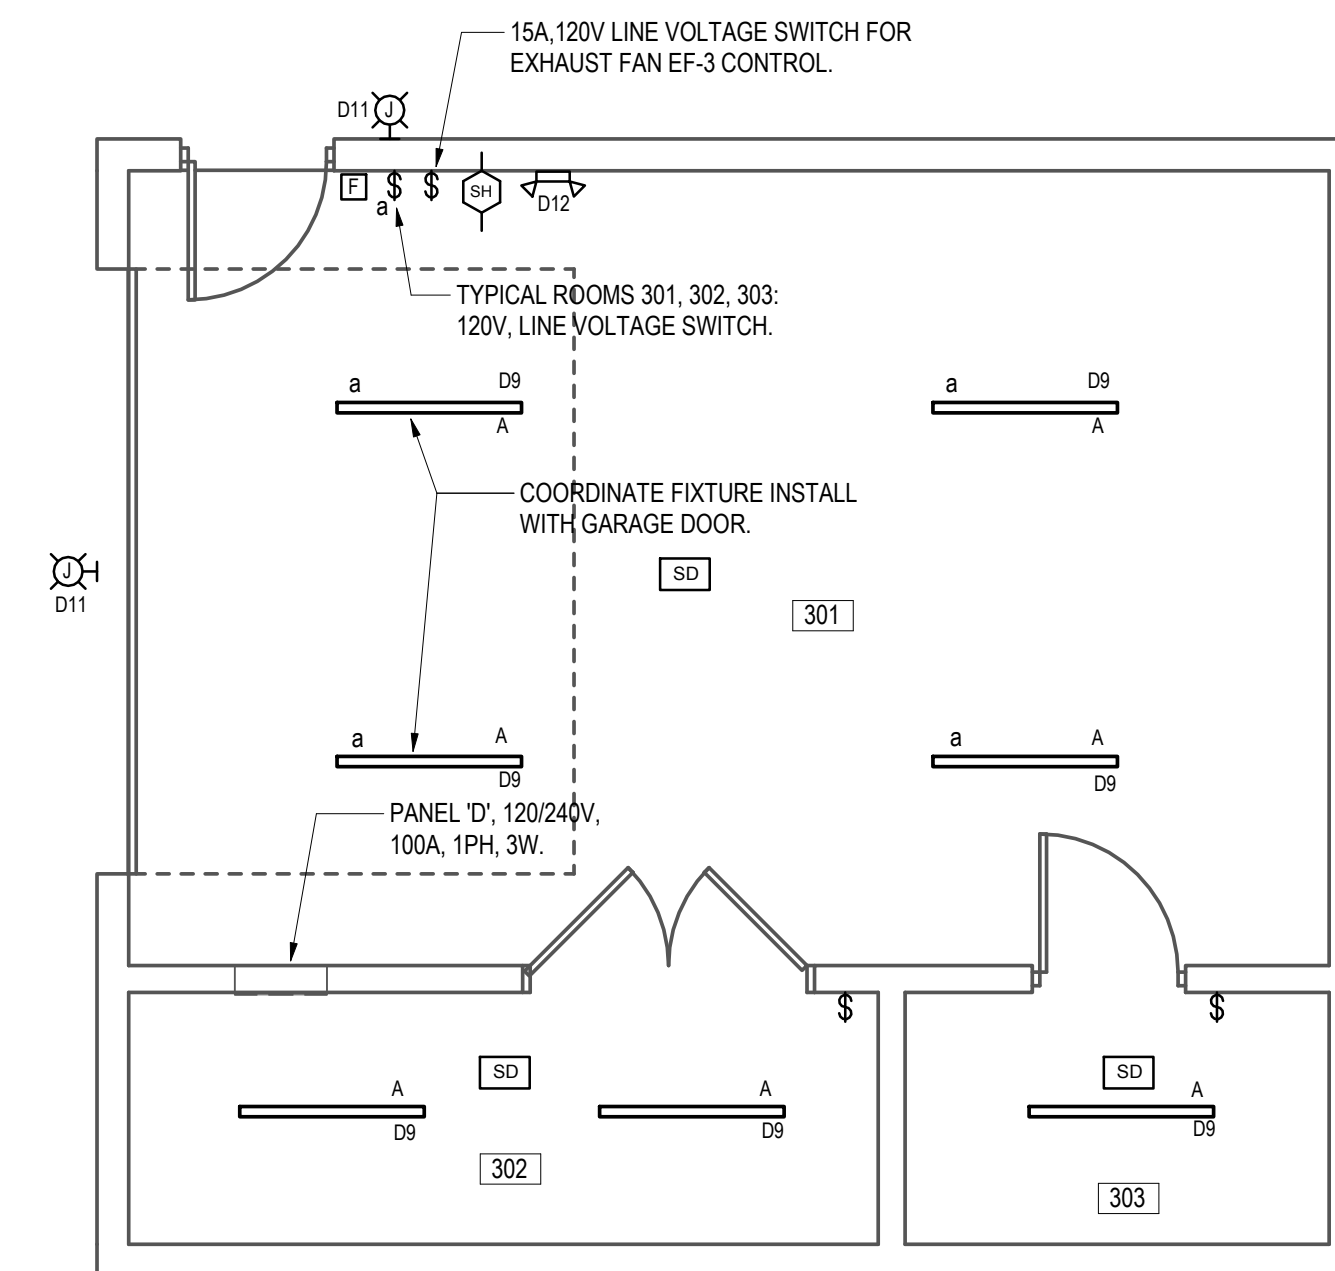 15A,120V LINE VOLTAGE SWITCH FOR
EXHAUST FAN EF-3 CONTROL.
D11 J
F $ $ SH D12
a
TYPICAL ROOMS 301, 302, 303:
120V, LINE VOLTAGE SWITCH.
a D9
A
a D9
A
COORDINATE FIXTURE INSTALL
WITH GARAGE DOOR.
J
D11
SD
301
a A
D9
a A
D9
PANEL 'D', 120/240V,
100A, 1PH, 3W.
$
$
SD
A
D9
A
D9
302
SD
A
D9
303